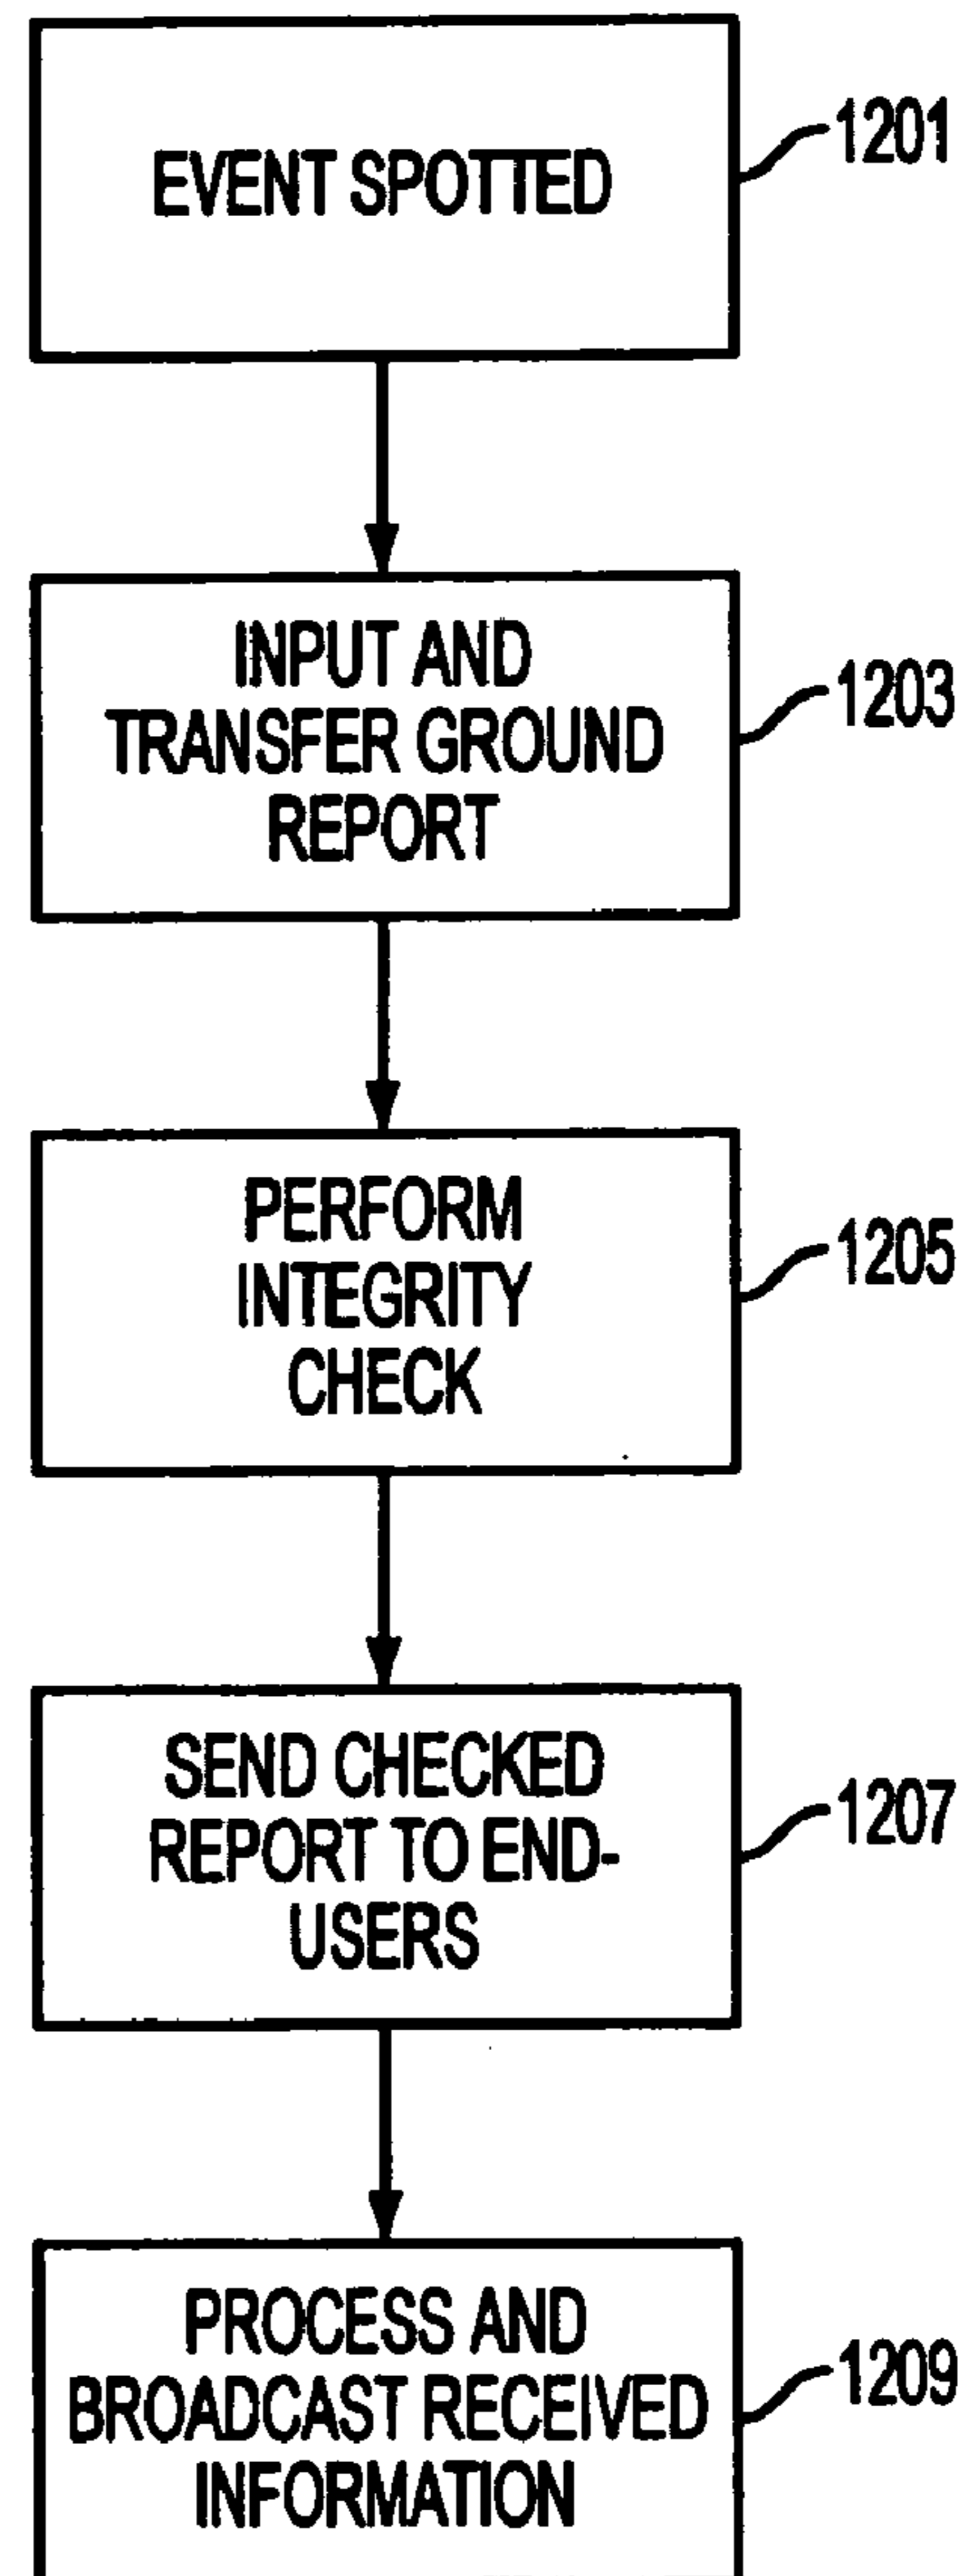 EVENT SPOTTED
1201
INPUT AND
TRANSFER GROUND
REPORT
1203
PERFORM
INTEGRITY
CHECK
1205
SEND CHECKED
REPORT TO END-
USERS
1207
PROCESS AND
BROADCAST RECEIVED
INFORMATION
1209